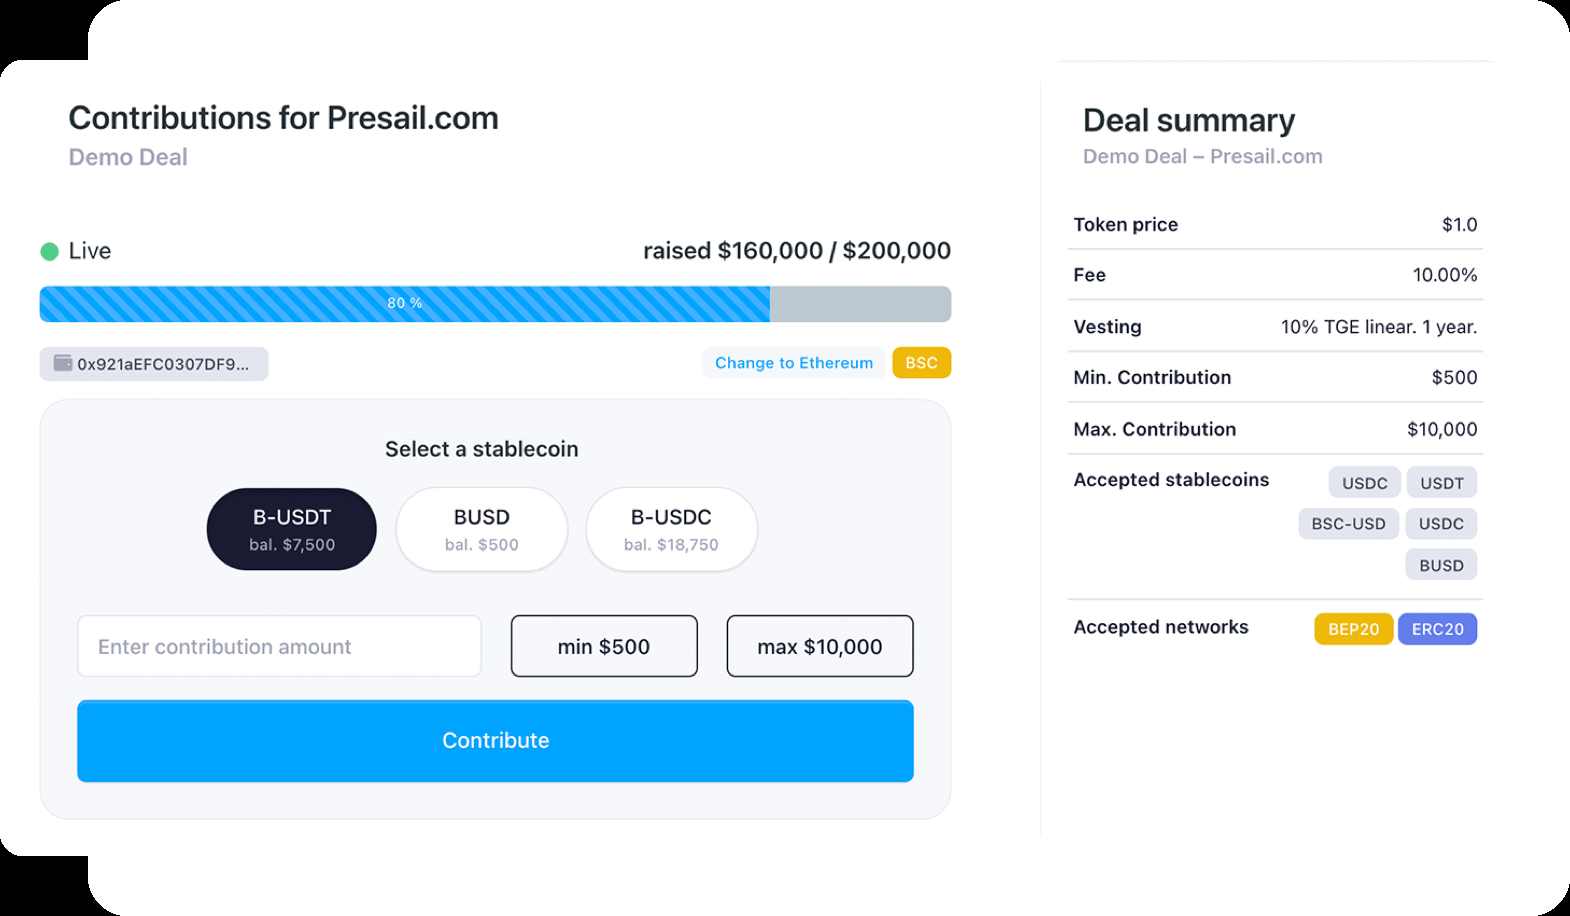 Contributions for Presail.com
Demo Deal
Live
raised $160,000 / $200,000
80 %
0x921aEFC0307DF9...
Change to Ethereum
BSC
Select a stablecoin
B-USDT
bal. $7,500
BUSD
bal. $500
B-USDC
bal. $18,750
Enter contribution amount
min $500
max $10,000
Contribute
Deal summary
Demo Deal – Presail.com
Token price $1.0
Fee 10.00%
Vesting 10% TGE linear. 1 year.
Min. Contribution $500
Max. Contribution $10,000
Accepted stablecoins USDC USDT
BSC-USD USDC
BUSD
Accepted networks BEP20 ERC20